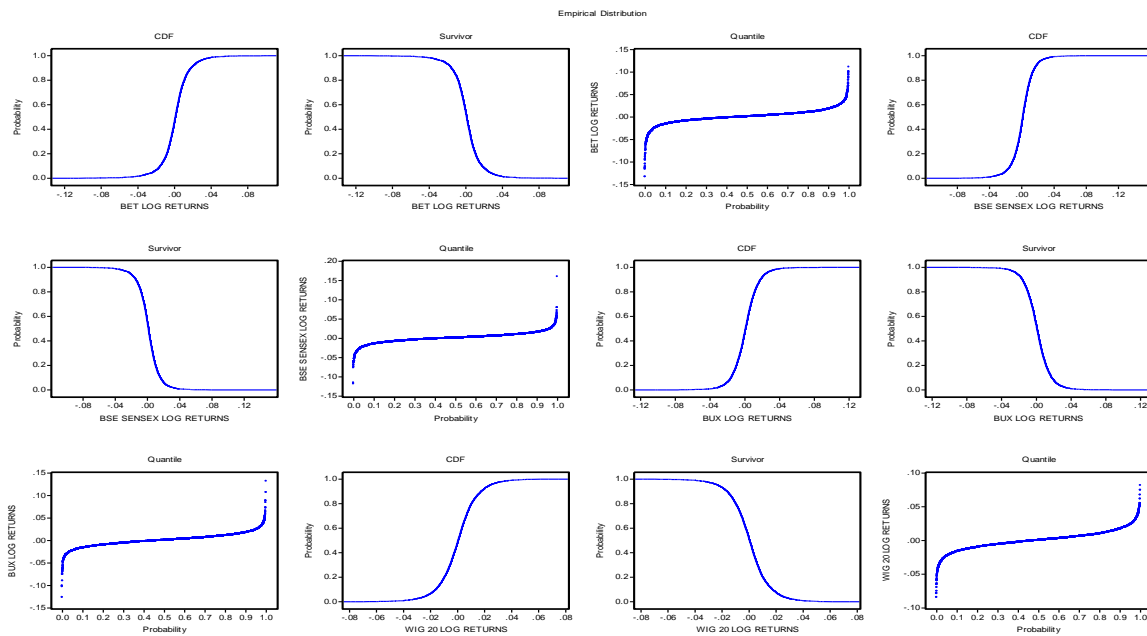 Empirical Distribution
CDF
Probability
1.0
0.8
0.6
0.4
0.2
0.0
-.12 -.08 -.04 .00 .04 .08
BET LOG RETURNS
Survivor
Probability
1.0
0.8
0.6
0.4
0.2
0.0
-.12 -.08 -.04 .00 .04 .08
BET LOG RETURNS
Quantile
BET LOG RETURNS
.15
.10
.05
.00
-.05
-.10
-.15
0.0 0.1 0.2 0.3 0.4 0.5 0.6 0.7 0.8 0.9 1.0
Probability
CDF
Probability
1.0
0.8
0.6
0.4
0.2
0.0
-.08 -.04 .00 .04 .08 .12
BSE SENSEX LOG RETURNS
Survivor
Probability
1.0
0.8
0.6
0.4
0.2
0.0
-.08 -.04 .00 .04 .08 .12
BSE SENSEX LOG RETURNS
Quantile
BSE SENSEX LOG RETURNS
.20
.15
.10
.05
.00
-.05
-.10
-.15
0.0 0.1 0.2 0.3 0.4 0.5 0.6 0.7 0.8 0.9 1.0
Probability
CDF
Probability
1.0
0.8
0.6
0.4
0.2
0.0
-.12 -.08 -.04 .00 .04 .08 .12
BUX LOG RETURNS
Survivor
Probability
1.0
0.8
0.6
0.4
0.2
0.0
-.12 -.08 -.04 .00 .04 .08 .12
BUX LOG RETURNS
Quantile
BUX LOG RETURNS
.15
.10
.05
.00
-.05
-.10
-.15
0.0 0.1 0.2 0.3 0.4 0.5 0.6 0.7 0.8 0.9 1.0
Probability
CDF
Probability
1.0
0.8
0.6
0.4
0.2
0.0
-.08 -.06 -.04 -.02 .00 .02 .04 .06 .08
WIG 20 LOG RETURNS
Survivor
Probability
1.0
0.8
0.6
0.4
0.2
0.0
-.08 -.06 -.04 -.02 .00 .02 .04 .06 .08
WIG 20 LOG RETURNS
Quantile
WIG 20 LOG RETURNS
.10
.05
.00
-.05
-.10
0.0 0.1 0.2 0.3 0.4 0.5 0.6 0.7 0.8 0.9 1.0
Probability